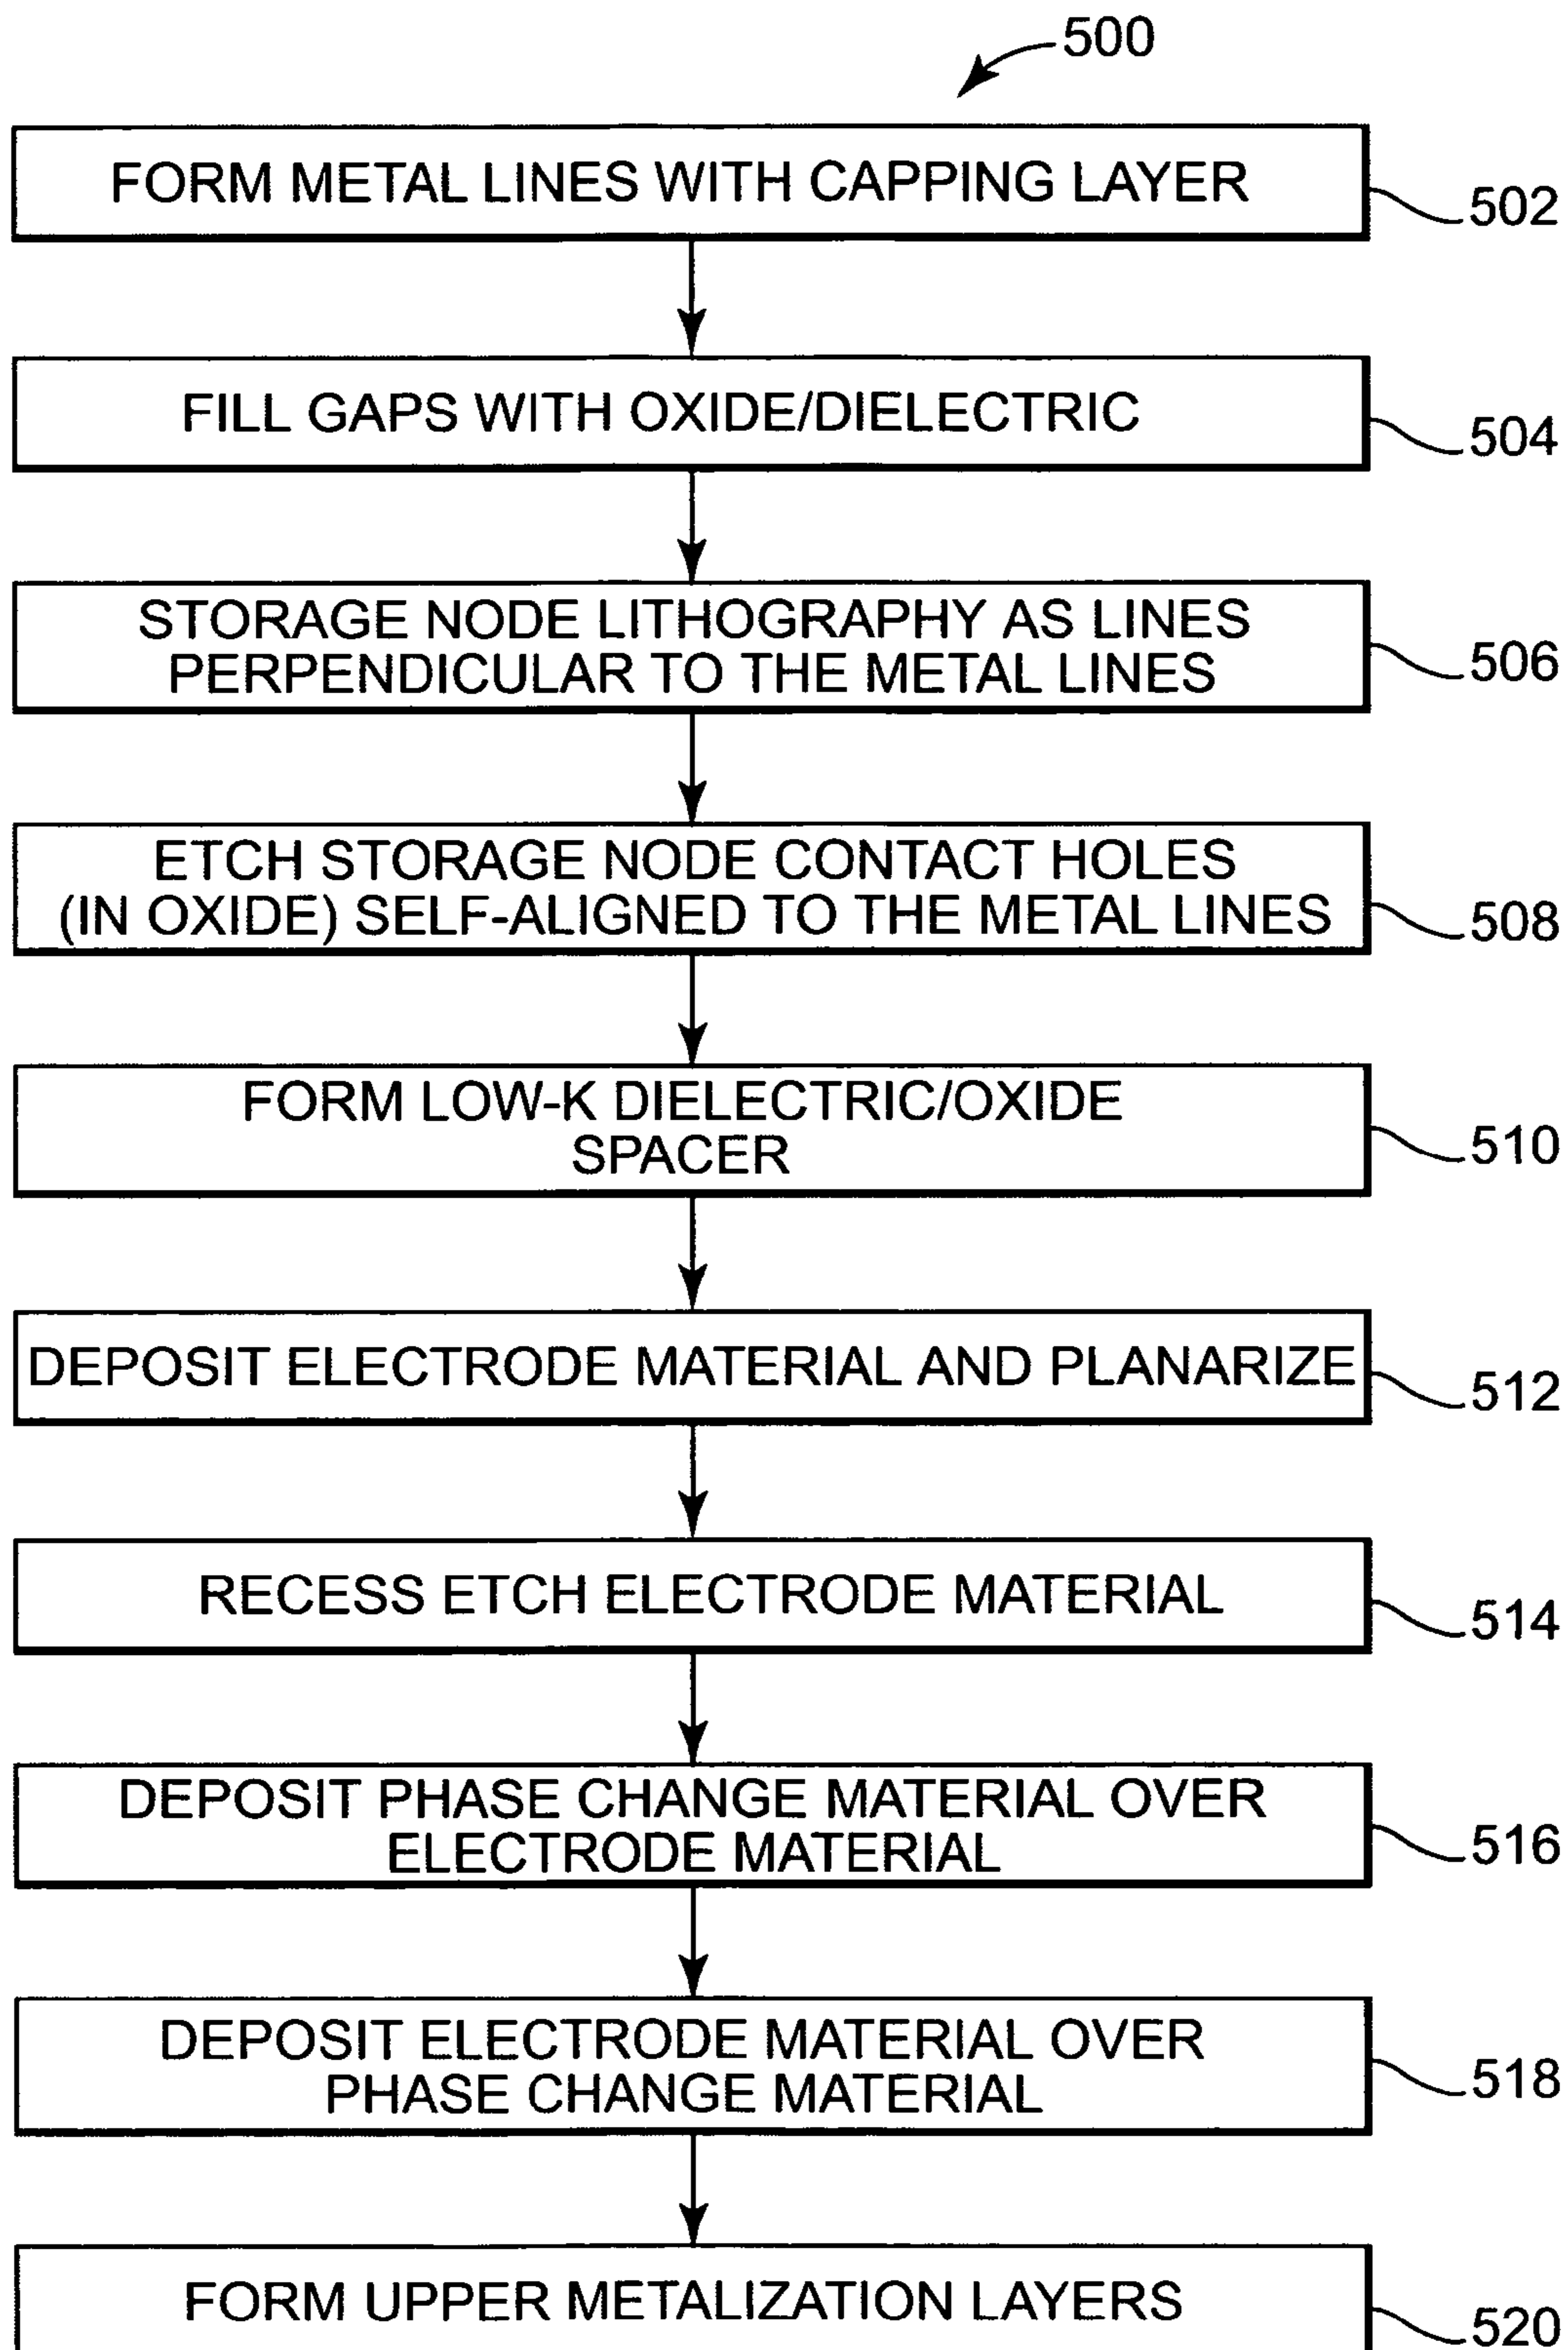 500
FORM METAL LINES WITH CAPPING LAYER
502
FILL GAPS WITH OXIDE/DIELECTRIC
504
STORAGE NODE LITHOGRAPHY AS LINES
PERPENDICULAR TO THE METAL LINES
506
ETCH STORAGE NODE CONTACT HOLES
(IN OXIDE) SELF-ALIGNED TO THE METAL LINES
508
FORM LOW-K DIELECTRIC/OXIDE
SPACER
510
DEPOSIT ELECTRODE MATERIAL AND PLANARIZE
512
RECESS ETCH ELECTRODE MATERIAL
514
DEPOSIT PHASE CHANGE MATERIAL OVER
ELECTRODE MATERIAL
516
DEPOSIT ELECTRODE MATERIAL OVER
PHASE CHANGE MATERIAL
518
FORM UPPER METALIZATION LAYERS
520